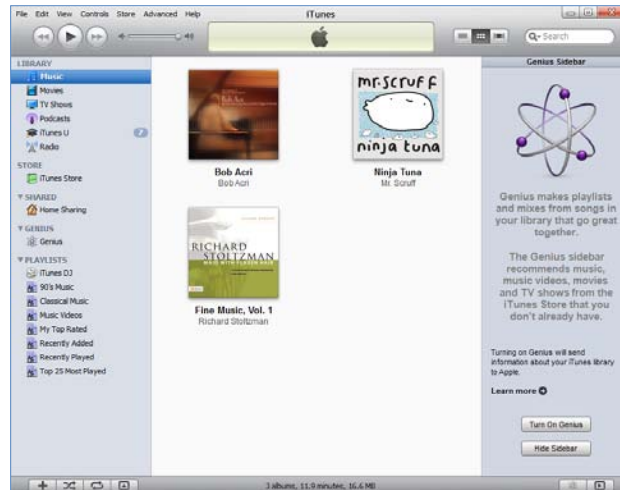 File Edit View Controls Store Advanced Help
iTunes
Search
LIBRARY
Music
Movies
TV Shows
Podcasts
iTunes U
Radio
STORE
iTunes Store
SHARED
Home Sharing
GENIUS
Genius
PLAYLISTS
iTunes DJ
90's Music
Classical Music
Music Videos
My Top Rated
Recently Added
Recently Played
Top 25 Most Played
Bob Acri
Bob Acri
mr.scruff
ninja tuna
Ninja Tuna
Mr. Scruff
RICHARD
STOLTZMAN
Fine Music, Vol. 1
Richard Stoltzman
Genius Sidebar
Genius makes playlists
and mixes from songs in
your library that go great
together.
The Genius sidebar
recommends music,
music videos, movies
and TV shows from the
iTunes Store that you
don't already have.
Turning on Genius will send
information about your iTunes library
to Apple.
Learn more
Turn On Genius
Hide Sidebar
3 albums, 11.9 minutes, 16.6 MB